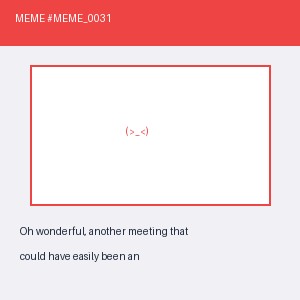 MEME #MEME_0031
(>_<)
Oh wonderful, another meeting that
could have easily been an